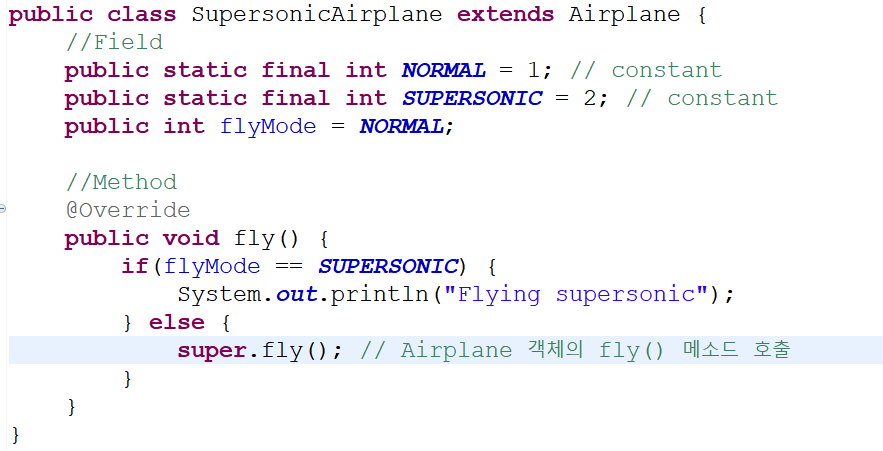 public class SupersonicAirplane extends Airplane {
//Field
public static final int NORMAL = 1; // constant
public static final int SUPERSONIC = 2; // constant
public int flyMode = NORMAL;
//Method
@Override
public void fly() {
if(flyMode == SUPERSONIC) {
System.out.println("Flying supersonic");
} else {
super.fly(); // Airplane 객체의 fly() 메소드 호출
}
}
}